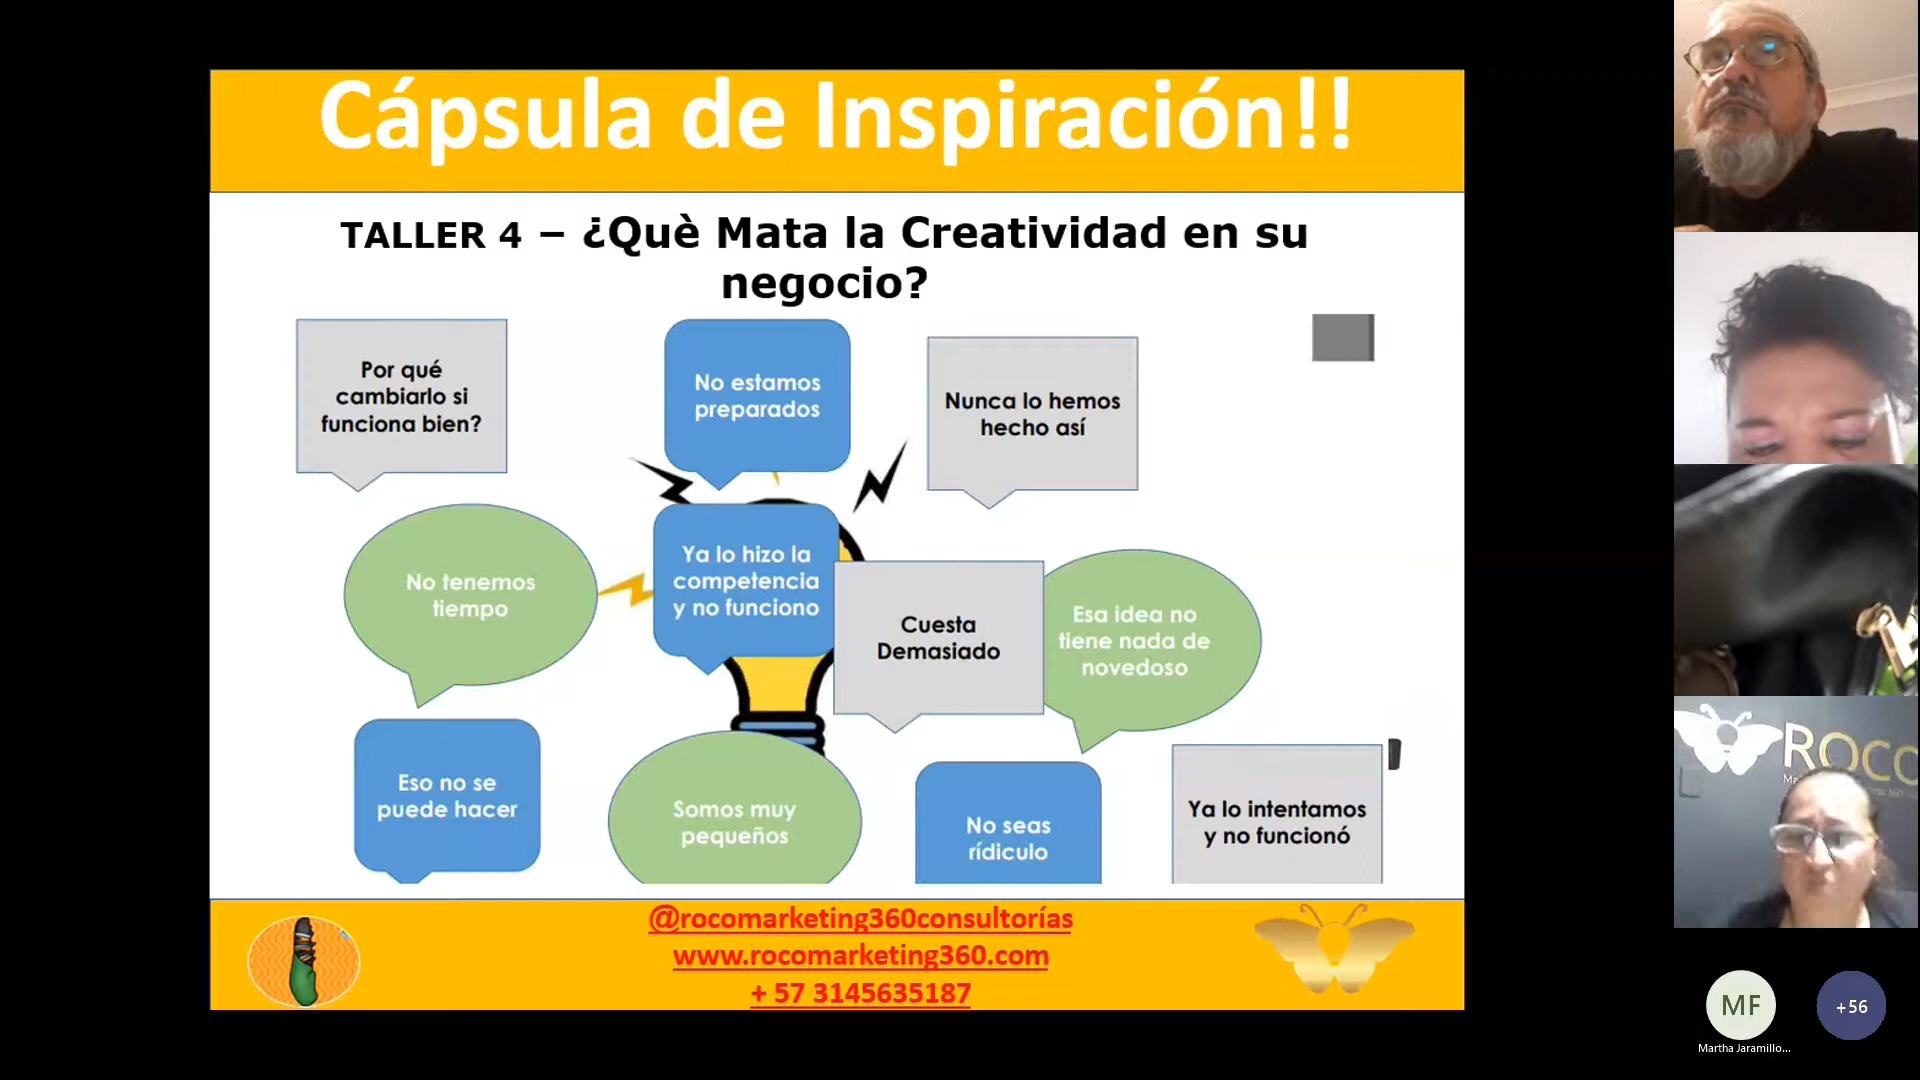 Cápsula de Inspiración!!
TALLER 4 – ¿Què Mata la Creatividad en su
negocio?
Por qué
cambiarlo si
funciona bien?
No estamos
preparados
Nunca lo hemos
hecho así
No tenemos
tiempo
Ya lo hizo la
competencia
y no funciono
Cuesta
Demasiado
Esa idea no
tiene nada de
novedoso
Eso no se
puede hacer
Somos muy
pequeños
No seas
rídiculo
Ya lo intentamos
y no funcionó
@rocomarketing360consultorías
www.rocomarketing360.com
+ 57 3145635187
ROCO
MF
+56
Martha Jaramillo...